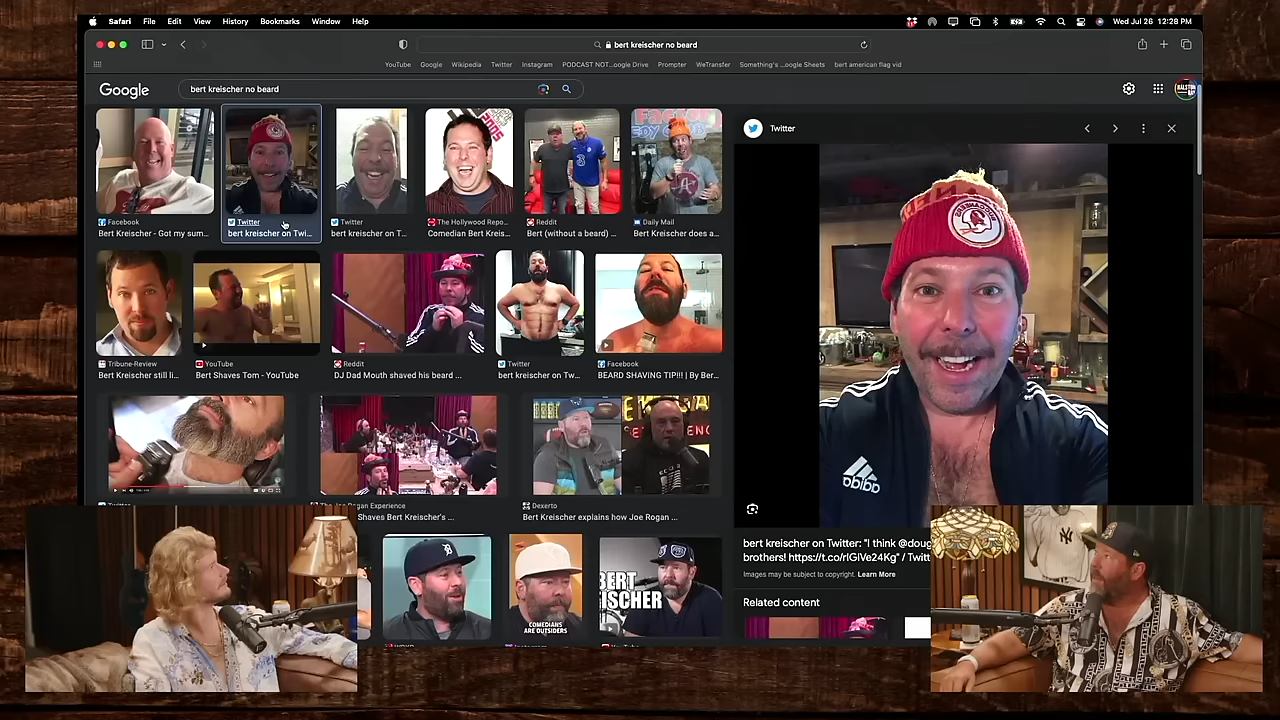 Safari File Edit View History Bookmarks Window Help
Wed Jul 26 12:28 PM
bert kreischer no beard
YouTube Google Wikipedia Twitter Instagram PODCAST NOT...oogle Drive Prompter WeTransfer Something's...oogle Sheets bert american flag vid
Google
bert kreischer no beard
Facebook
Bert Kreischer - Got my sum...
Twitter
bert kreischer on Twi...
Twitter
bert kreischer on T...
The Hollywood Repo...
Comedian Bert Kreis...
Reddit
Bert (without a beard) ...
Daily Mail
Bert Kreischer does a...
Tribune-Review
Bert Kreischer still li...
YouTube
Bert Shaves Tom - YouTube
Reddit
DJ Dad Mouth shaved his beard ...
Twitter
bert kreischer on Tw...
Facebook
BEARD SHAVING TIP!!! | By Ber...
Experience
Shaves Bert Kreischer's ...
Dexerto
Bert Kreischer explains how Joe Rogan ...
BERT
COMEDIANS
ARE OUTSIDERS
Twitter
adidas
bert kreischer on Twitter: "I think @doug
brothers! https://t.co/rlGiVe24Kg" / Twitt
Images may be subject to copyright. Learn More
Related content